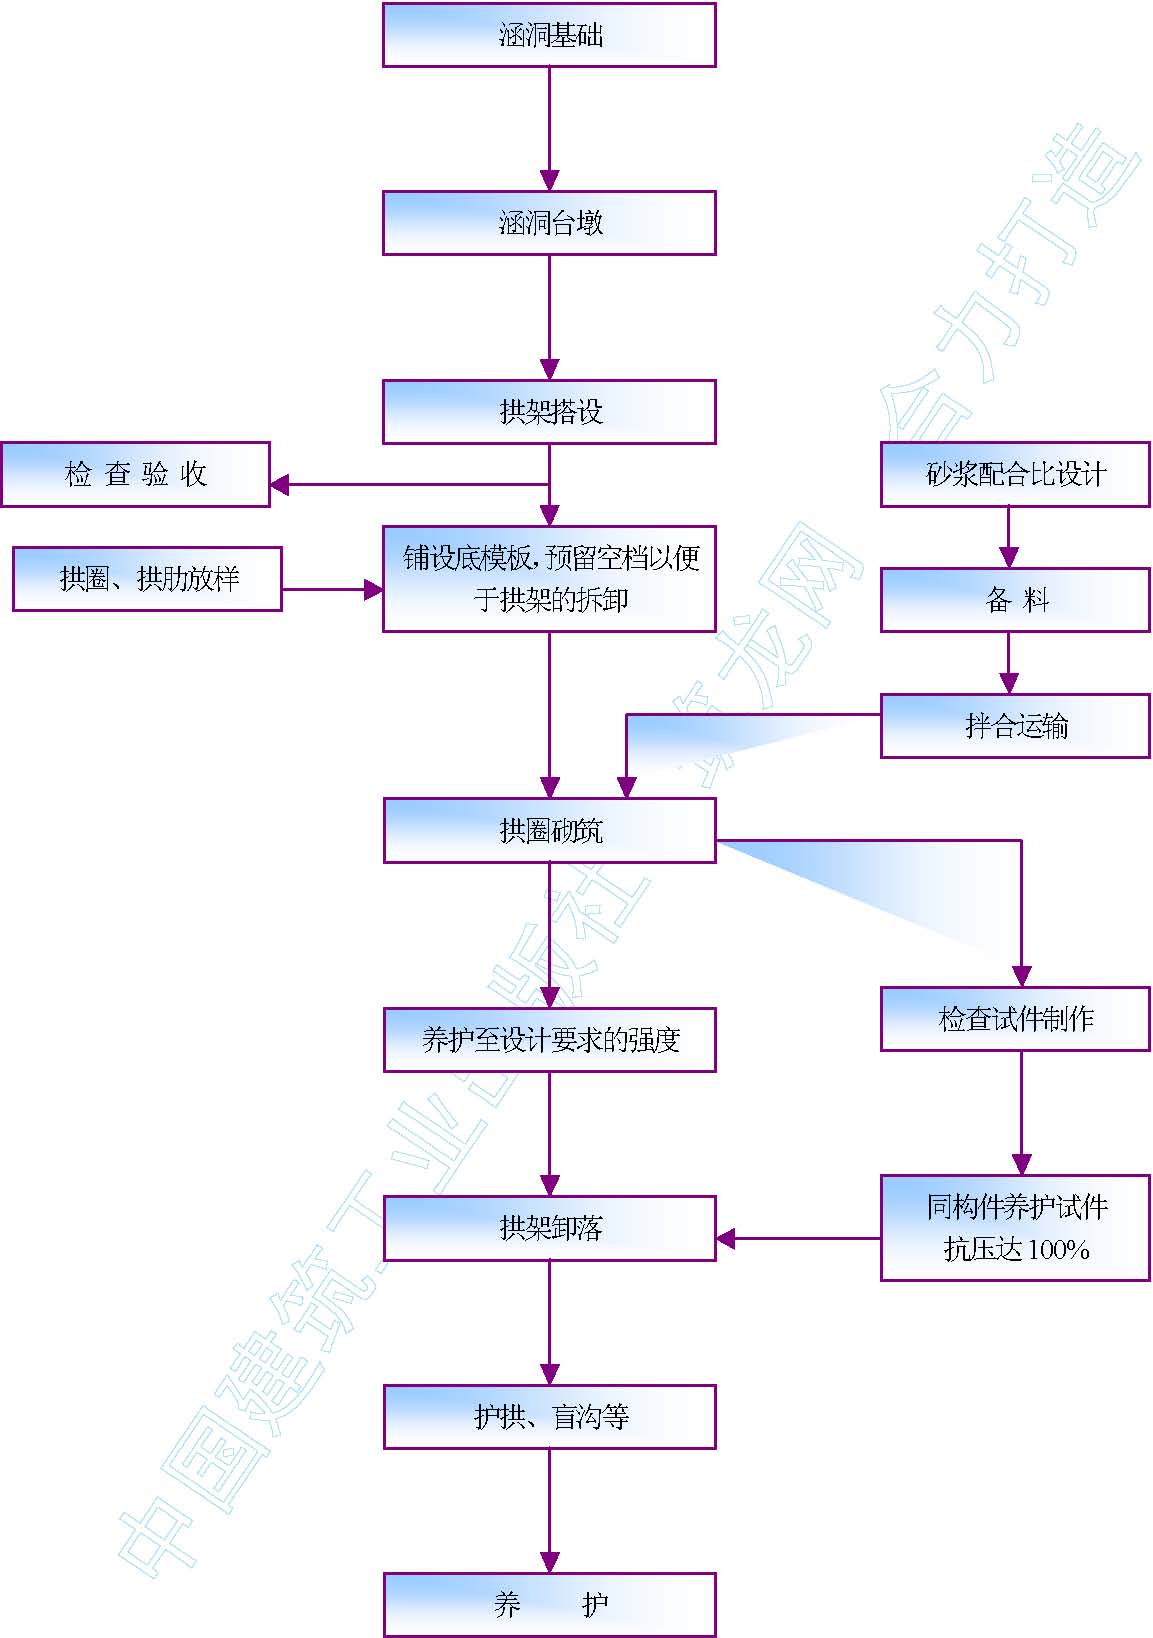 涵洞基础
涵洞台墩
拱架搭设
检 查 验 收
砂浆配合比设计
拱圈、拱肋放样
铺设底模板，预留空档以便
于拱架的拆卸
备 料
拌合运输
拱圈砌筑
养护至设计要求的强度
检查试件制作
拱架卸落
同构件养护试件
抗压达100%
护拱、盲沟等
养 护
中国建筑工业出版社 筑龙网 合力打造